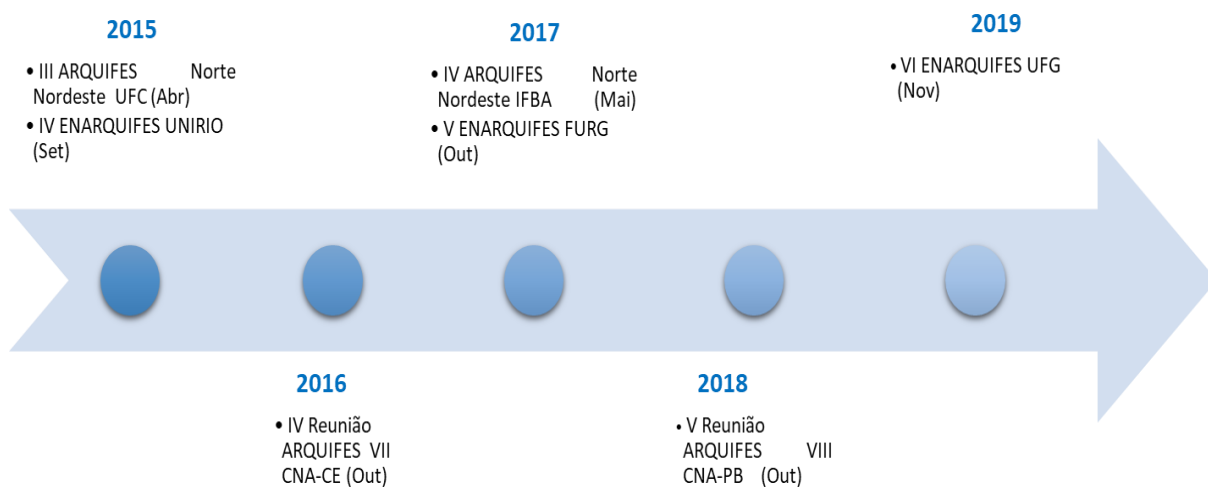 2015
• III ARQUIFES Norte
Nordeste UFC (Abr)
• IV ENARQUIFES UNIRIO
(Set)
2016
• IV Reunião
ARQUIFES VII
CNA-CE (Out)
2017
• IV ARQUIFES Norte
Nordeste IFBA (Mai)
• V ENARQUIFES FURG
(Out)
2018
• V Reunião
ARQUIFES VIII
CNA-PB (Out)
2019
• VI ENARQUIFES UFG
(Nov)